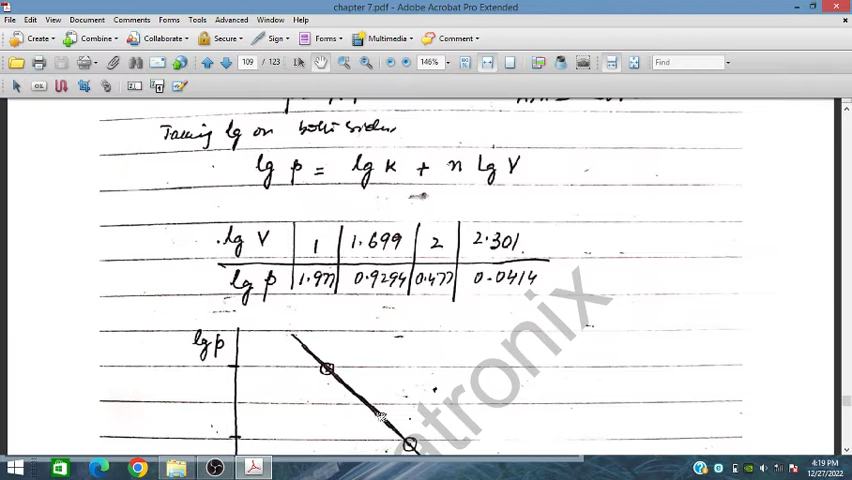 chapter 7.pdf - Adobe Acrobat Pro Extended
File Edit View Document Comments Forms Tools Advanced Window Help
Create Combine Collaborate Secure Sign Forms Multimedia Comment
109 / 123 146% Find
Taking lg on both sides
lg p = lg k + n lg V
lg V 1 1.699 2 2.301
lg p 1.977 0.9294 0.477 0.0414
lg p
atronix
4:19 PM
12/27/2022